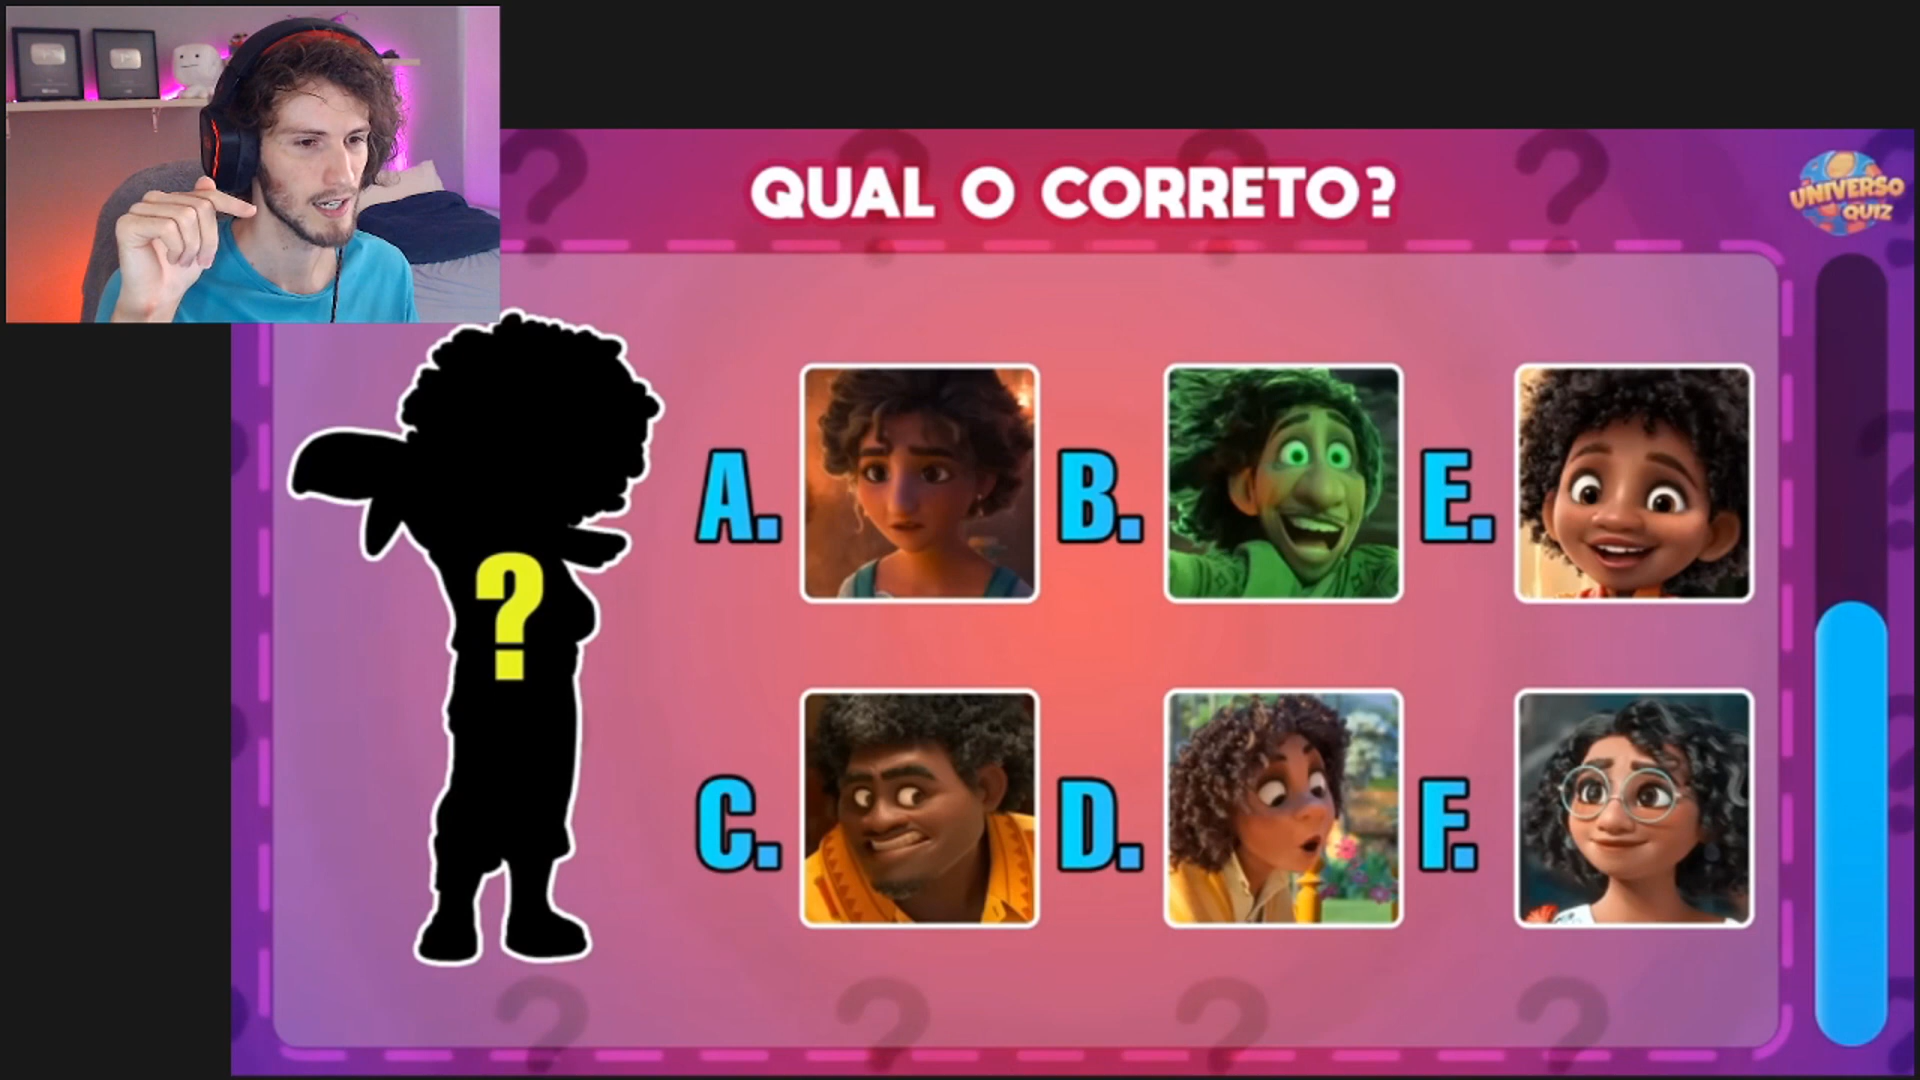 QUAL O CORRETO?
UNIVERSO
QUIZ
?
A.
B.
E.
C.
D.
F.